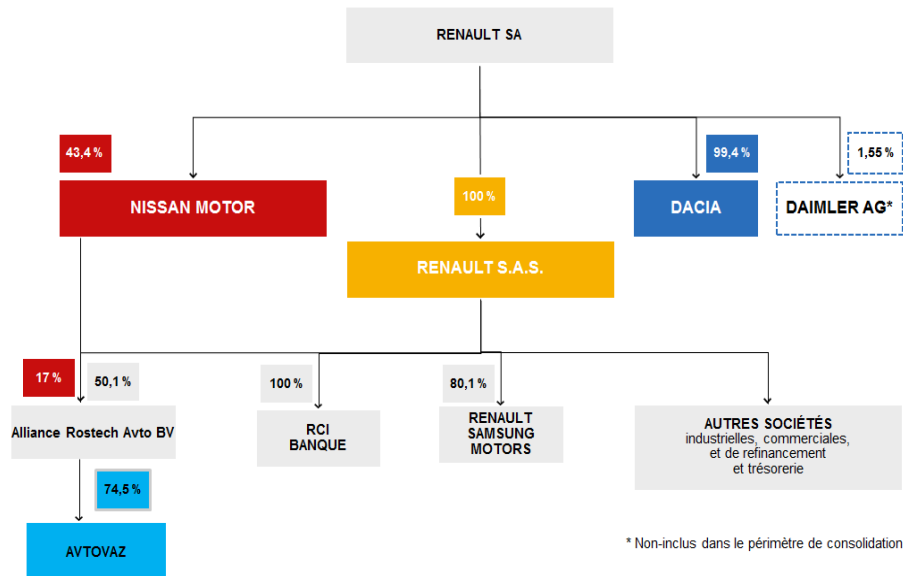 RENAULT SA
43,4 %
99,4 %
1,55 %
NISSAN MOTOR
100 %
DACIA
DAIMLER AG*
RENAULT S.A.S.
17 %
50,1 %
100 %
80,1 %
Alliance Rostech Avto BV
RCI
BANQUE
RENAULT
SAMSUNG
MOTORS
AUTRES SOCIÉTÉS
industrielles, commerciales,
et de refinancement
et trésorerie
74,5 %
AVTOVAZ
* Non-inclus dans le périmètre de consolidation